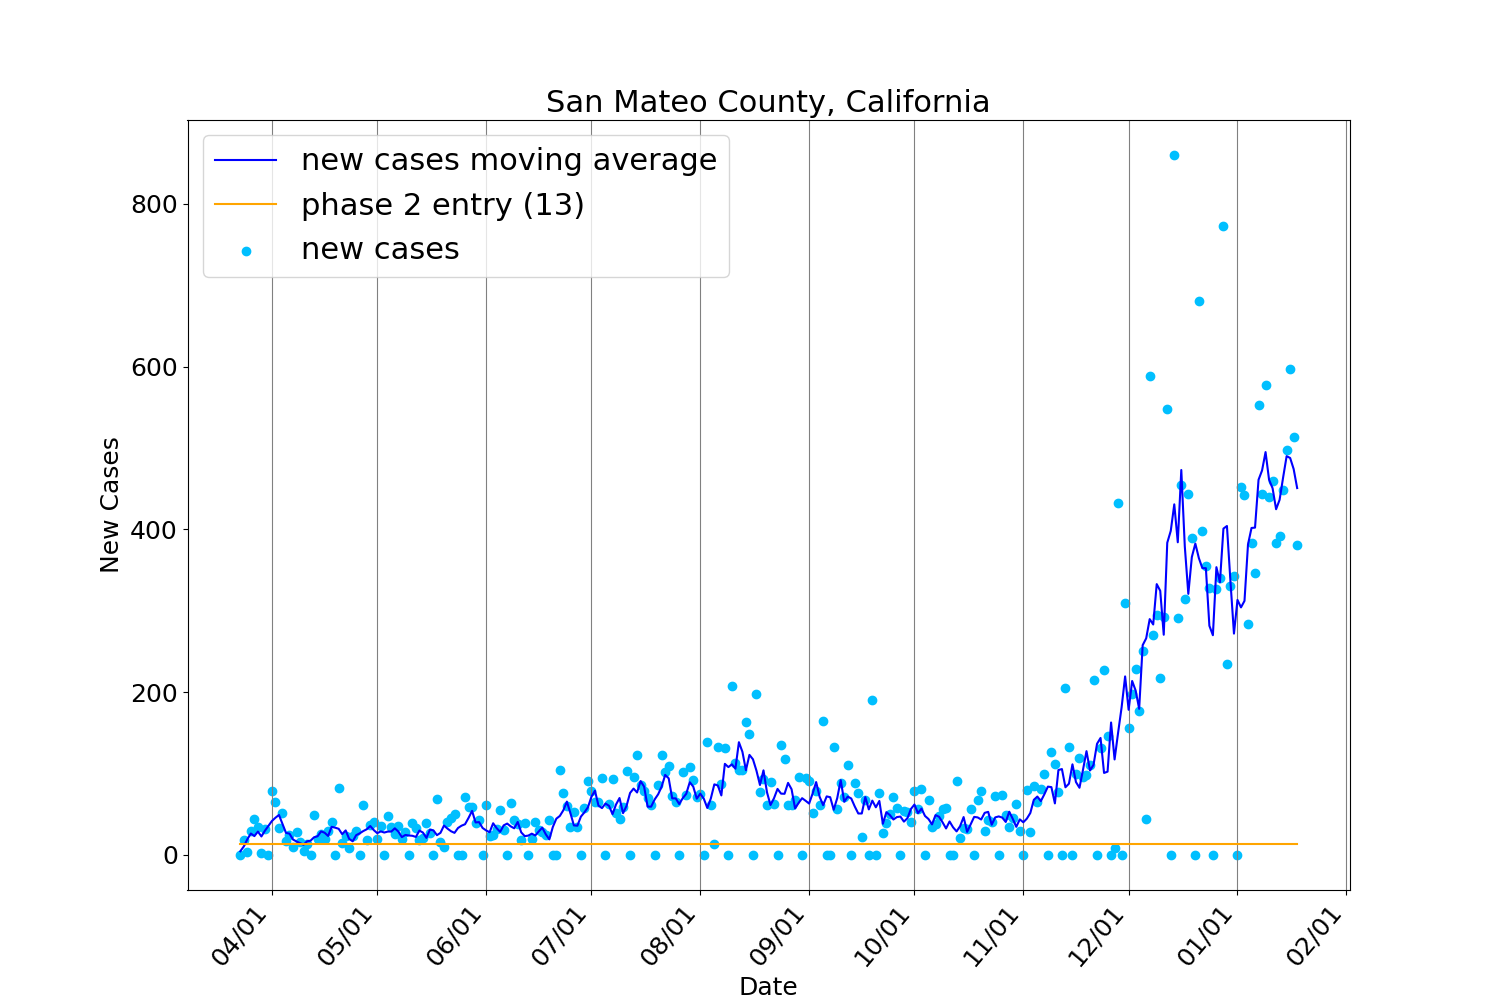 San Mateo County, California
new cases moving average
phase 2 entry (13)
new cases
New Cases
800
600
400
200
0
04/01
05/01
06/01
07/01
08/01
09/01
10/01
11/01
12/01
01/01
02/01
Date